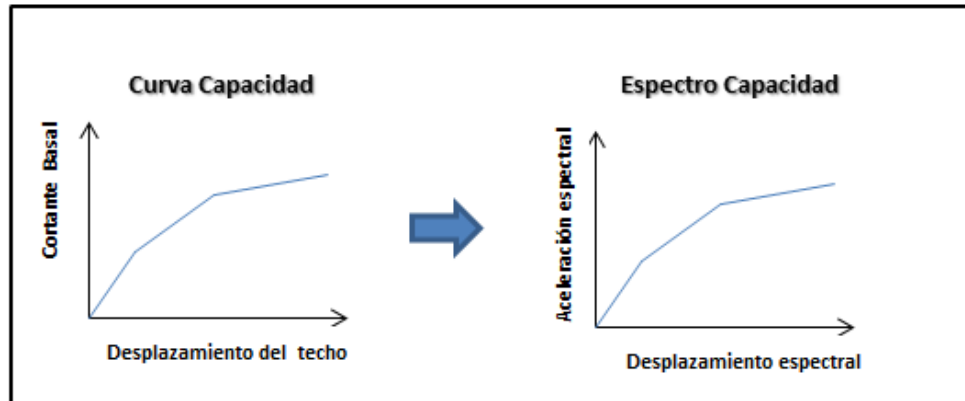 Curva Capacidad
Cortante Basal
Desplazamiento del techo
Espectro Capacidad
Aceleración espectral
Desplazamiento espectral